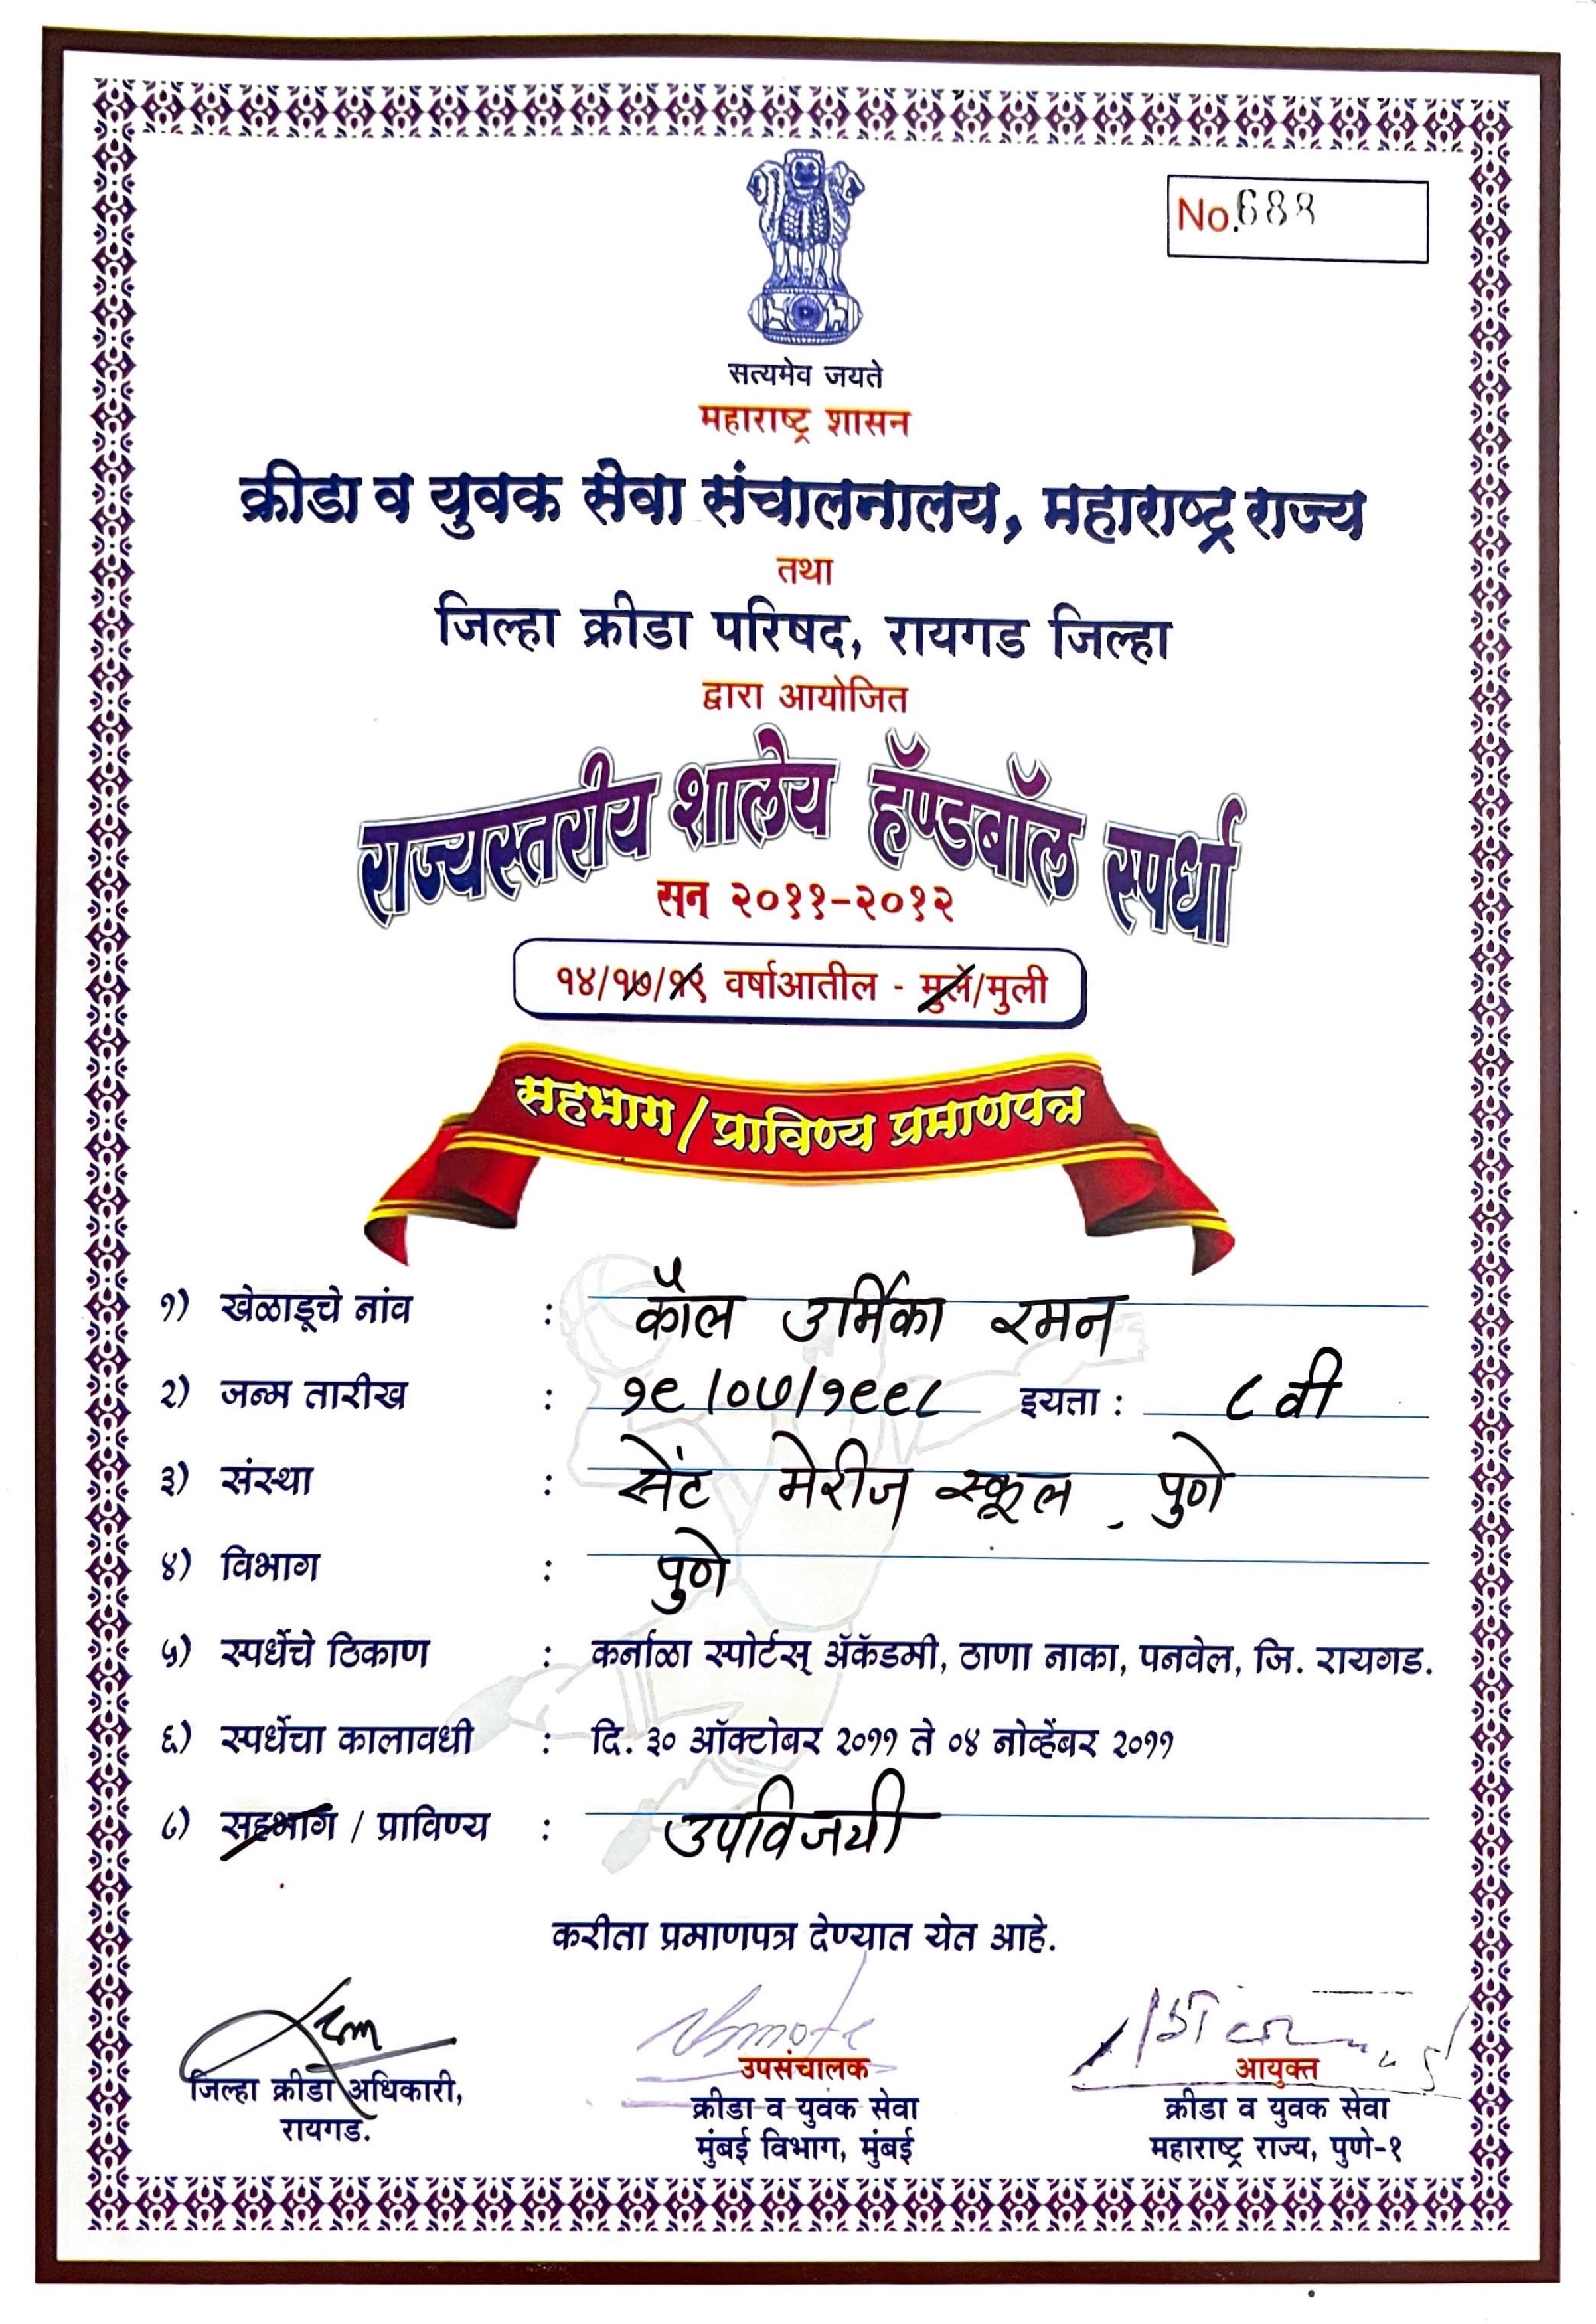 No. 688
सत्यमेव जयते
महाराष्ट्र शासन
क्रीडा व युवक सेवा संचालनालय, महाराष्ट्र राज्य
तथा
जिल्हा क्रीडा परिषद, रायगड जिल्हा
द्वारा आयोजित
राज्यस्तरीय शालेय हॅण्डबॉल स्पर्धा
सन २०११-२०१२
१४/१७/१९ वर्षाआतील - मुले/मुली
सहभाग/प्राविण्य प्रमाणपत्र
१) खेळाडूचे नांव : कौल उर्मिका रमन
२) जन्म तारीख : १९/०७/१९९८ इयत्ता : ८ वी
३) संस्था : सेंट मेरीज स्कूल - पुणे
४) विभाग : पुणे
५) स्पर्धेचे ठिकाण : कर्नाळा स्पोर्टस् ॲकॅडमी, ठाणा नाका, पनवेल, जि. रायगड.
६) स्पर्धेचा कालावधी : दि. ३० ऑक्टोबर २०११ ते ०४ नोव्हेंबर २०११
८) सहभाग / प्राविण्य : उपविजयी
करीता प्रमाणपत्र देण्यात येत आहे.
जिल्हा क्रीडा अधिकारी,
रायगड.
उपसंचालक
क्रीडा व युवक सेवा
मुंबई विभाग, मुंबई
आयुक्त
क्रीडा व युवक सेवा
महाराष्ट्र राज्य, पुणे-१